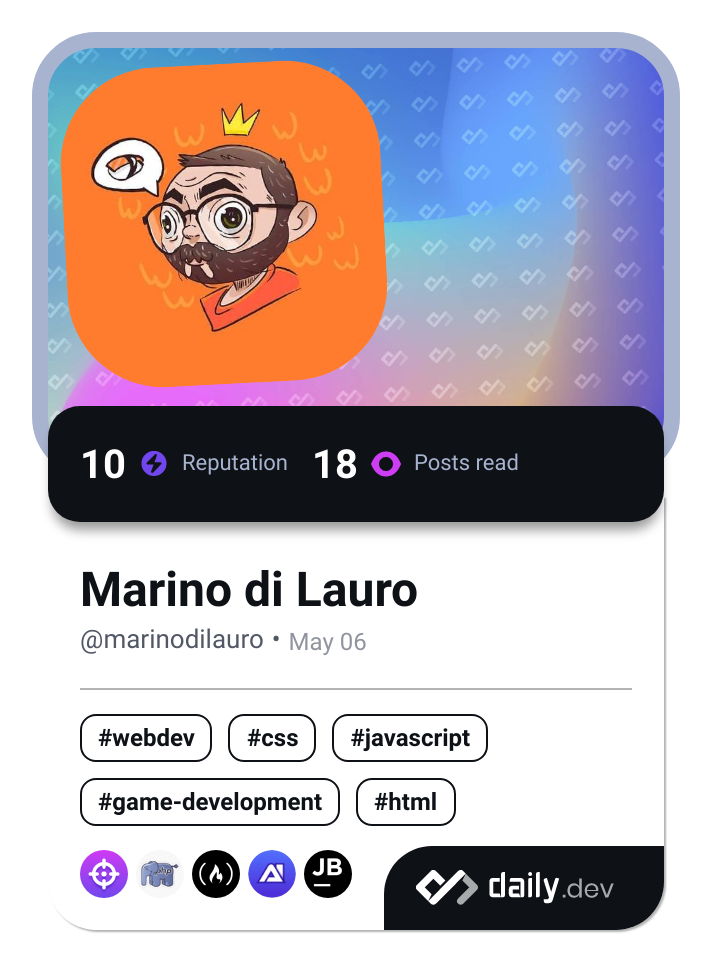 10 Reputation 18 Posts read
Marino di Lauro
@marinodilauro • May 06
#webdev #css #javascript
#game-development #html
JB daily.dev